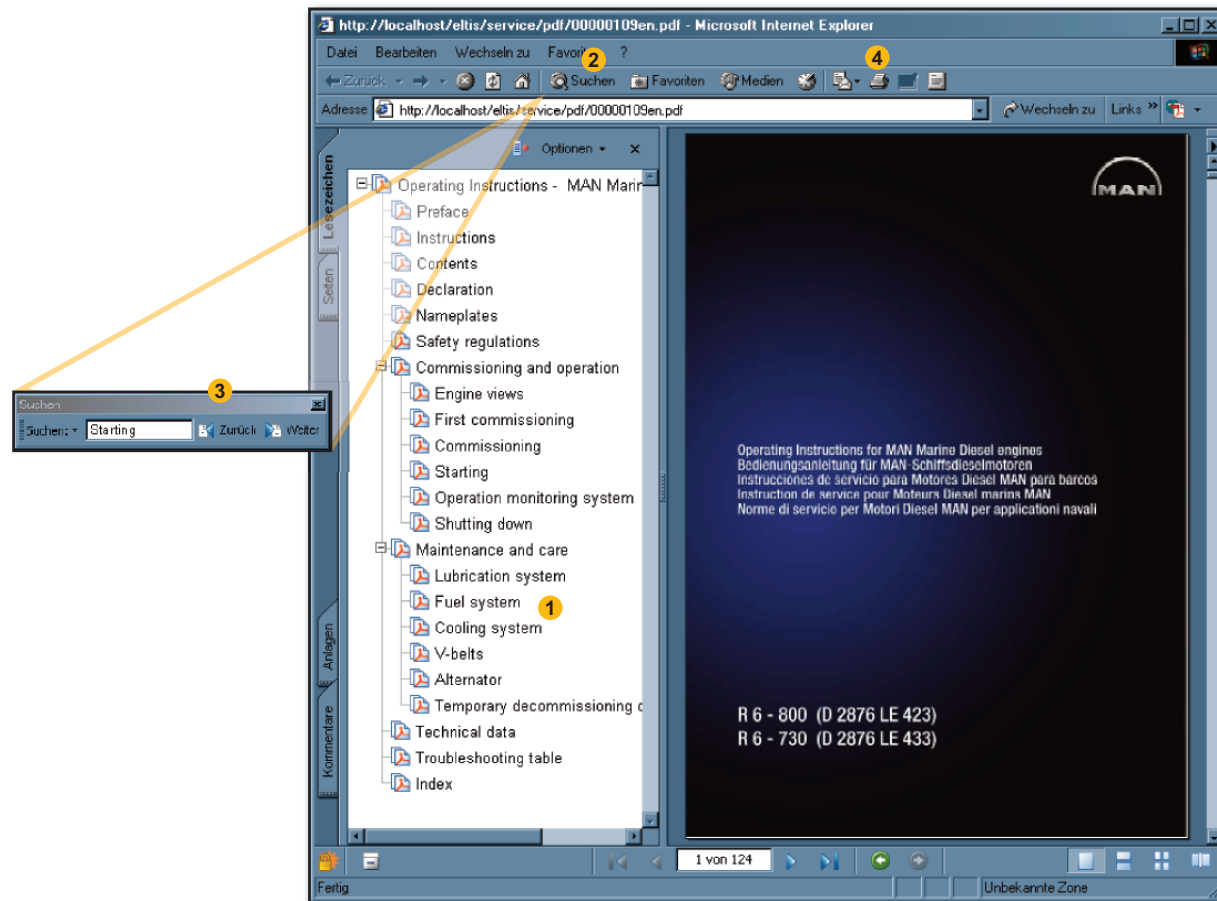 http://localhost/eltis/service/pdf/00000109en.pdf - Microsoft Internet Explorer
Datei Bearbeiten Wechseln zu Favoriten ?
2
4
Zurück Suchen Favoriten Medien
Adresse http://localhost/eltis/service/pdf/00000109en.pdf Wechseln zu Links »
Optionen x
Lesezeichen
Seiten
Anlagen
Kommentare
Operating Instructions - MAN Marin
Preface
Instructions
Contents
Declaration
Nameplates
Safety regulations
Commissioning and operation
Engine views
First commissioning
Commissioning
Starting
Operation monitoring system
Shutting down
Maintenance and care
Lubrication system
Fuel system
1
Cooling system
V-belts
Alternator
Temporary decommissioning
Technical data
Troubleshooting table
Index
3
Suchen
Suchen: Starting Zurück Weiter
MAN
Operating Instructions for MAN Marine Diesel engines
Bedienungsanleitung für MAN-Schiffsdieselmotoren
Instrucciones de servicio para Motores Diesel MAN para barcos
Instruction de service pour Moteurs Diesel marins MAN
Norme di servicio per Motori Diesel MAN per applicationi navali
R 6 - 800 (D 2876 LE 423)
R 6 - 730 (D 2876 LE 433)
1 von 124
Fertig
Unbekannte Zone